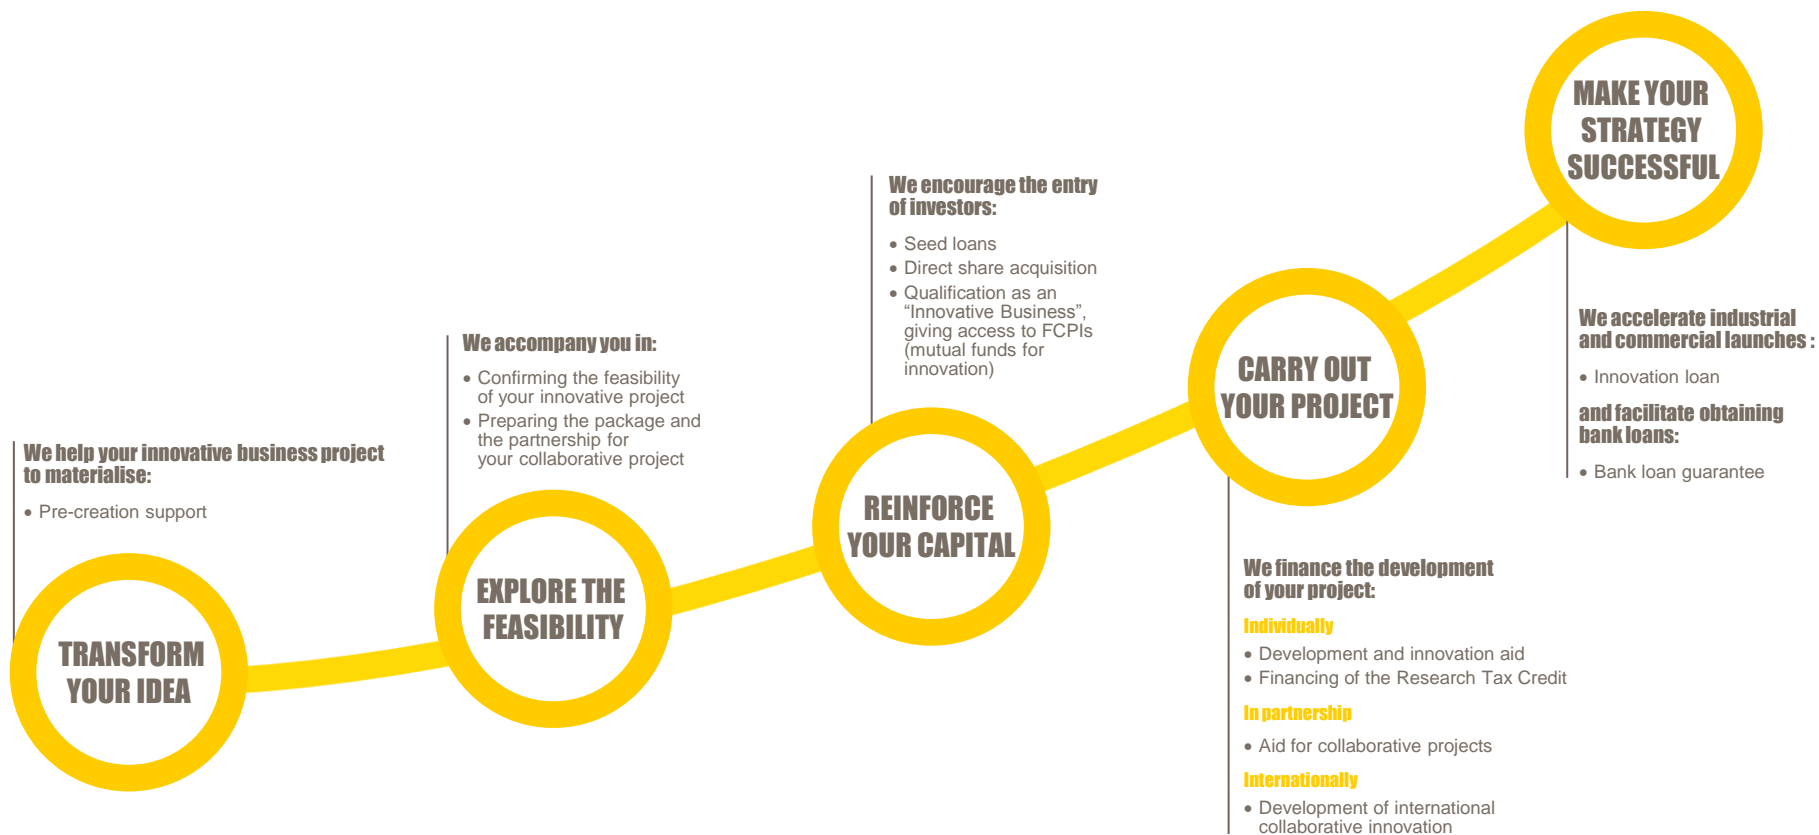 We help your innovative business project
to materialise:
• Pre-creation support
TRANSFORM
YOUR IDEA
We accompany you in:
• Confirming the feasibility
of your innovative project
• Preparing the package and
the partnership for
your collaborative project
EXPLORE THE
FEASIBILITY
We encourage the entry
of investors:
• Seed loans
• Direct share acquisition
• Qualification as an
“Innovative Business”,
giving access to FCPIs
(mutual funds for
innovation)
REINFORCE
YOUR CAPITAL
CARRY OUT
YOUR PROJECT
We finance the development
of your project:
Individually
• Development and innovation aid
• Financing of the Research Tax Credit
In partnership
• Aid for collaborative projects
Internationally
• Development of international
collaborative innovation
MAKE YOUR
STRATEGY
SUCCESSFUL
We accelerate industrial
and commercial launches :
• Innovation loan
and facilitate obtaining
bank loans:
• Bank loan guarantee